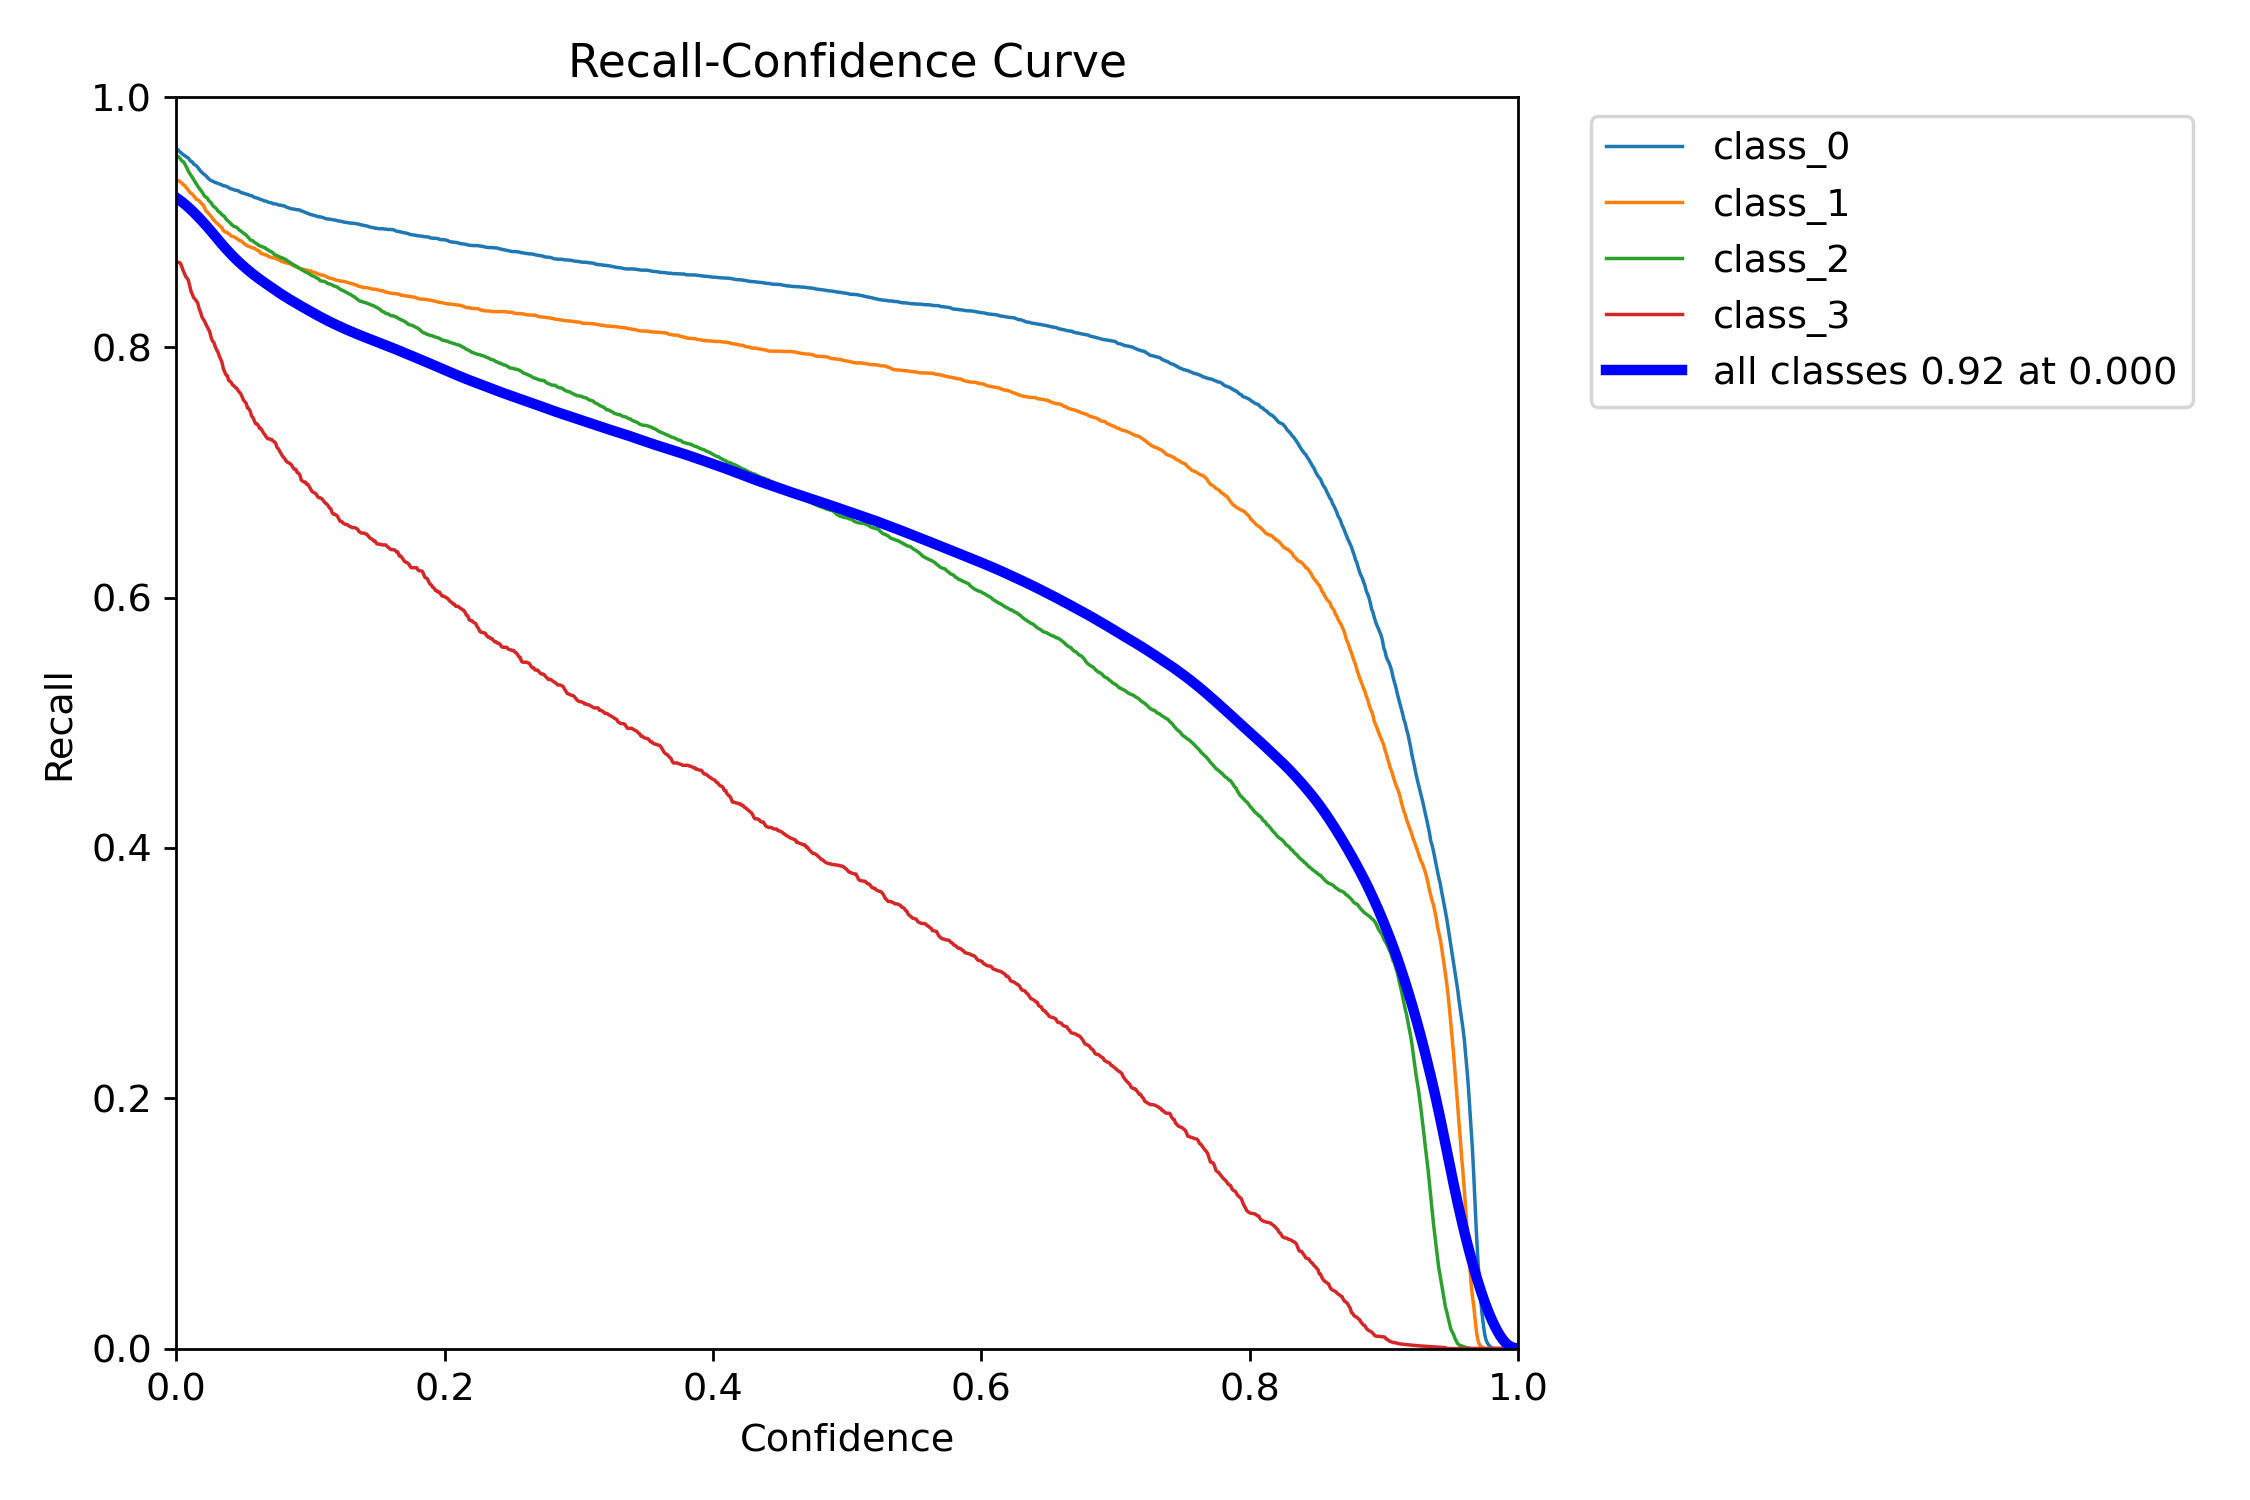 Recall-Confidence Curve
1.0
0.8
0.6
0.4
0.2
0.0
Recall
0.0 0.2 0.4 0.6 0.8 1.0
Confidence
class_0
class_1
class_2
class_3
all classes 0.92 at 0.000